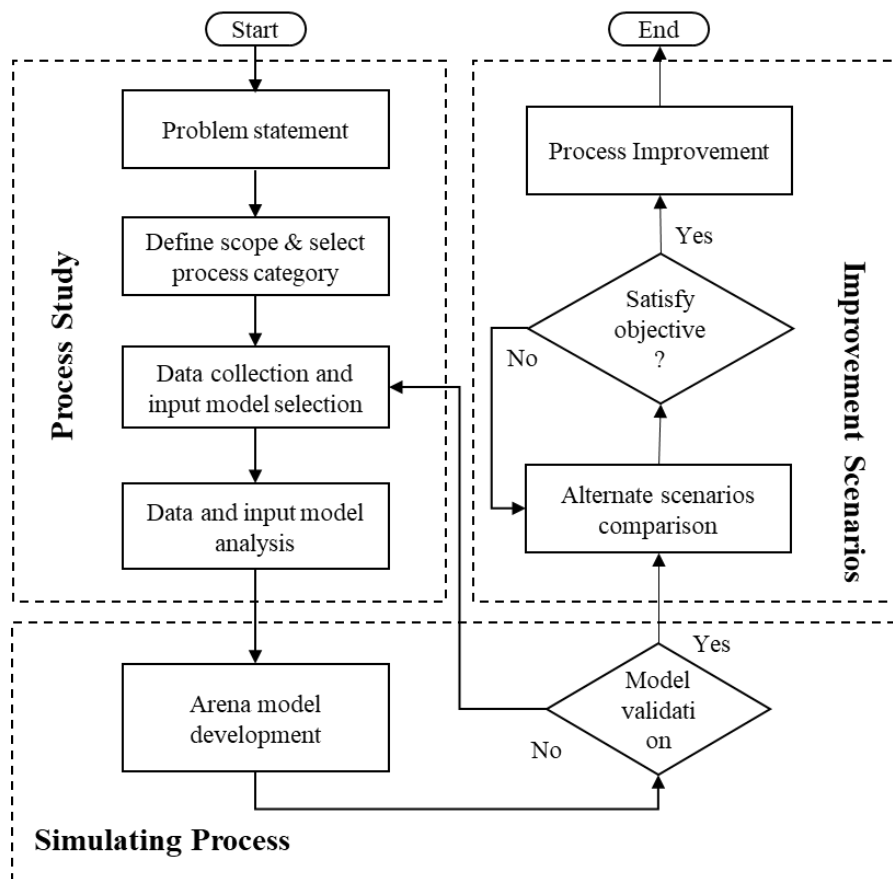 Start
Problem statement
Define scope & select
process category
Data collection and
input model selection
Data and input model
analysis
Process Study
Arena model
development
Simulating Process
Model
validati
on
No
Yes
Alternate scenarios
comparison
Satisfy
objective
?
No
Yes
Process Improvement
End
Improvement Scenarios